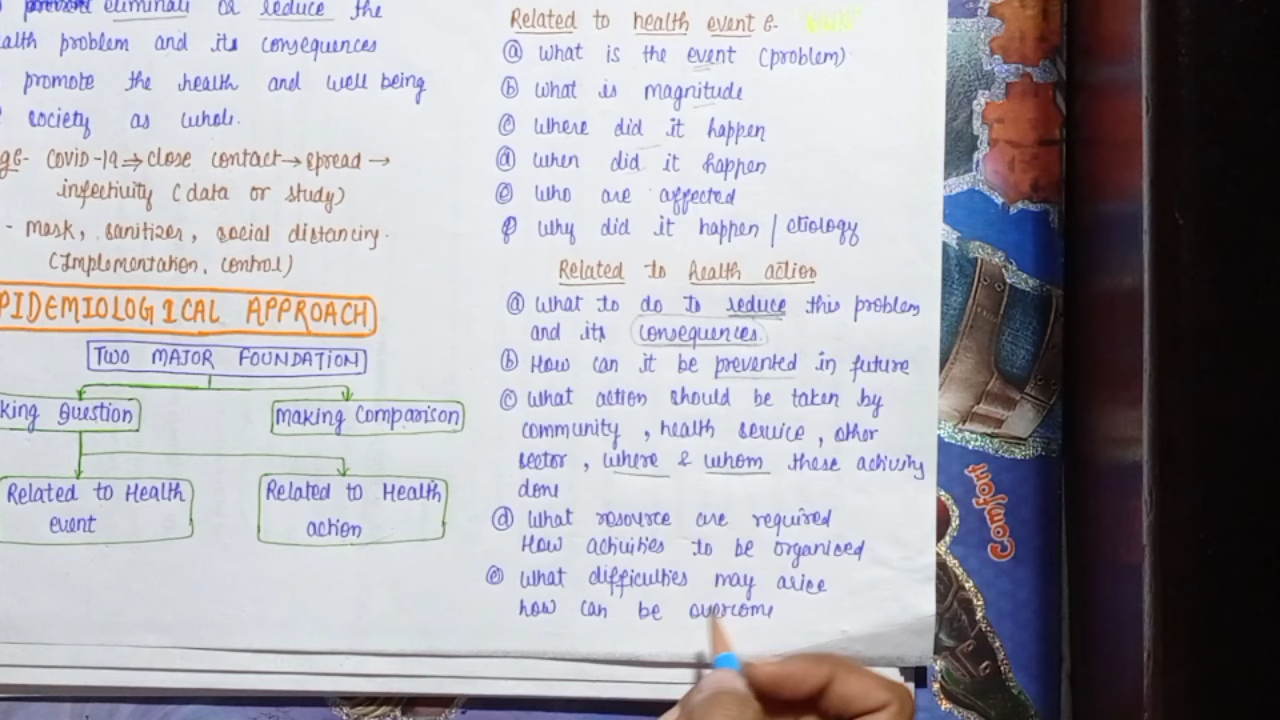 eliminate or reduce the
alth problem and its consequences
promote the health and well being
society as whole.
eg:- COVID-19 ⇒ close contact → spread →
infectivity (data or study)
- mask, sanitizer, social distancing.
(Implementation, control)
PIDEMIOLOGICAL APPROACH
TWO MAJOR FOUNDATION
king Question
making Comparison
Related to Health
event
Related to Health
action
Related to health event :-
(a) What is the event (problem)
(b) What is magnitude
(c) Where did it happen
(d) When did it happen
(e) Who are affected
(f) Why did it happen / etiology
Related to Health action
(a) What to do to reduce this problem
and its consequences.
(b) How can it be prevented in future
(c) What action should be taken by
community, health service, other
sector, where & whom these activity
done
(d) What resource are required
How activities to be organised
(e) What difficulties may arise
how can be overcome
Comfort